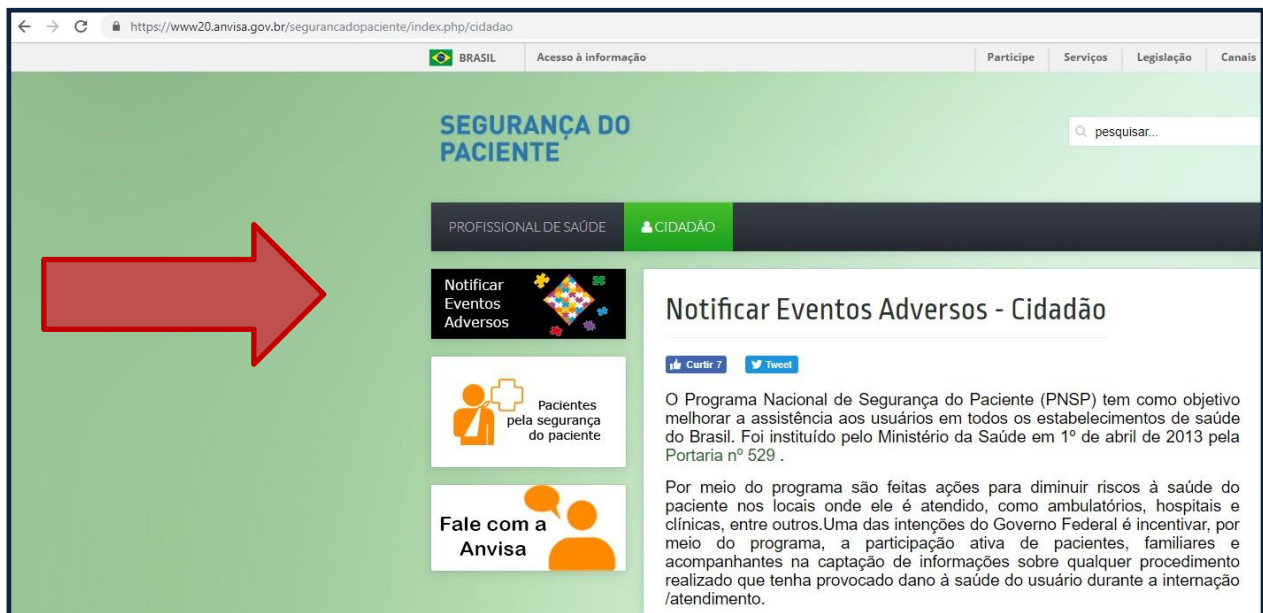 https://www20.anvisa.gov.br/segurancadopaciente/index.php/cidadao
BRASIL Acesso à informação Participe Serviços Legislação Canais
SEGURANÇA DO
PACIENTE
pesquisar...
PROFISSIONAL DE SAÚDE CIDADÃO
Notificar
Eventos
Adversos
Pacientes
pela segurança
do paciente
Fale com a
Anvisa
Notificar Eventos Adversos - Cidadão
Curtir 7 Tweet
O Programa Nacional de Segurança do Paciente (PNSP) tem como objetivo
melhorar a assistência aos usuários em todos os estabelecimentos de saúde
do Brasil. Foi instituído pelo Ministério da Saúde em 1º de abril de 2013 pela
Portaria nº 529 .
Por meio do programa são feitas ações para diminuir riscos à saúde do
paciente nos locais onde ele é atendido, como ambulatórios, hospitais e
clínicas, entre outros.Uma das intenções do Governo Federal é incentivar, por
meio do programa, a participação ativa de pacientes, familiares e
acompanhantes na captação de informações sobre qualquer procedimento
realizado que tenha provocado dano à saúde do usuário durante a internação
/atendimento.